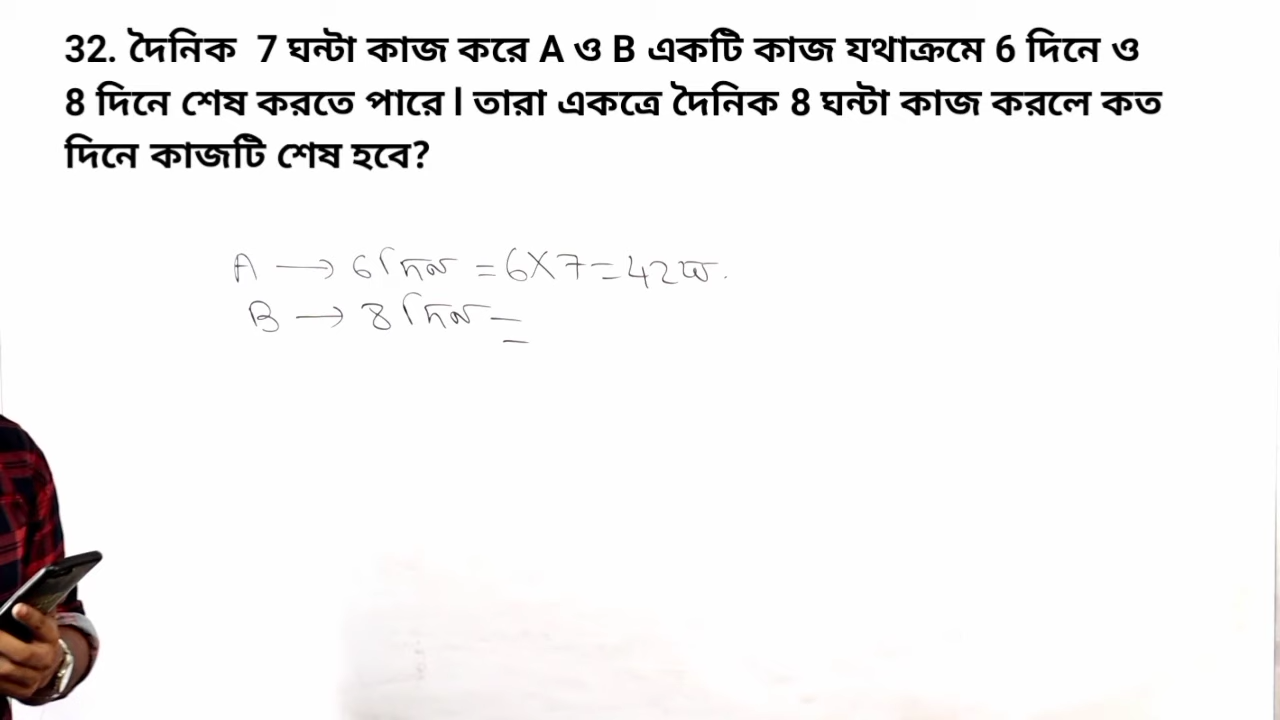 32. দৈনিক 7 ঘন্টা কাজ করে A ও B একটি কাজ যথাক্রমে 6 দিনে ও
8 দিনে শেষ করতে পারে। তারা একত্রে দৈনিক 8 ঘন্টা কাজ করলে কত
দিনে কাজটি শেষ হবে?
A → 6 দিন = 6×7=42 ঘ.
B → 8 দিন =